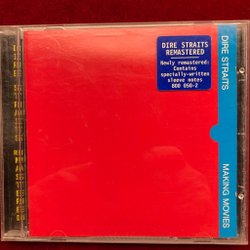 DIRE STRAITS
REMASTERED
Newly remastered:
Contains
specially-written
sleeve notes
800 050-2
DIRE STRAITS
MAKING MOVIES